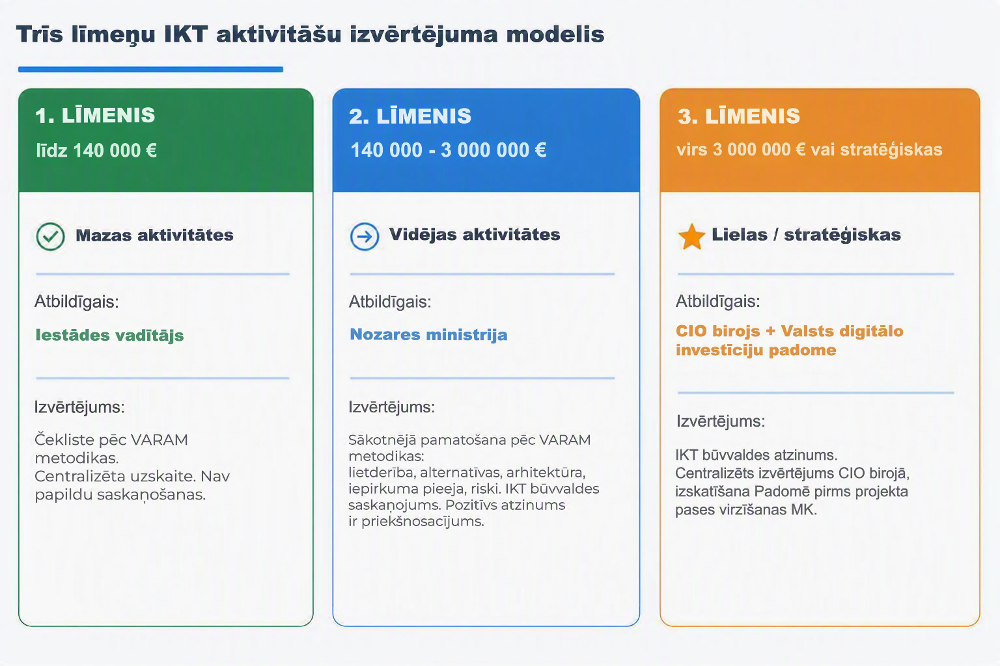 Trīs līmeņu IKT aktivitāšu izvērtējuma modelis
1. LĪMENIS
līdz 140 000 €
Mazas aktivitātes
Atbildīgais:
Iestādes vadītājs
Izvērtējums:
Čekliste pēc VARAM
metodikas.
Centralizēta uzskaite. Nav
papildu saskaņošanas.
2. LĪMENIS
140 000 - 3 000 000 €
Vidējas aktivitātes
Atbildīgais:
Nozares ministrija
Izvērtējums:
Sākotnējā pamatošana pēc VARAM
metodikas:
lietderība, alternatīvas, arhitektūra,
iepirkuma pieeja, riski. IKT būvvaldes
saskaņojums. Pozitīvs atzinums
ir priekšnosacījums.
3. LĪMENIS
virs 3 000 000 € vai stratēģiskas
Lielas / stratēģiskas
Atbildīgais:
CIO birojs + Valsts digitālo
investīciju padome
Izvērtējums:
IKT būvvaldes atzinums.
Centralizēts izvērtējums CIO birojā,
izskatīšana Padomē pirms projekta
pases virzīšanas MK.